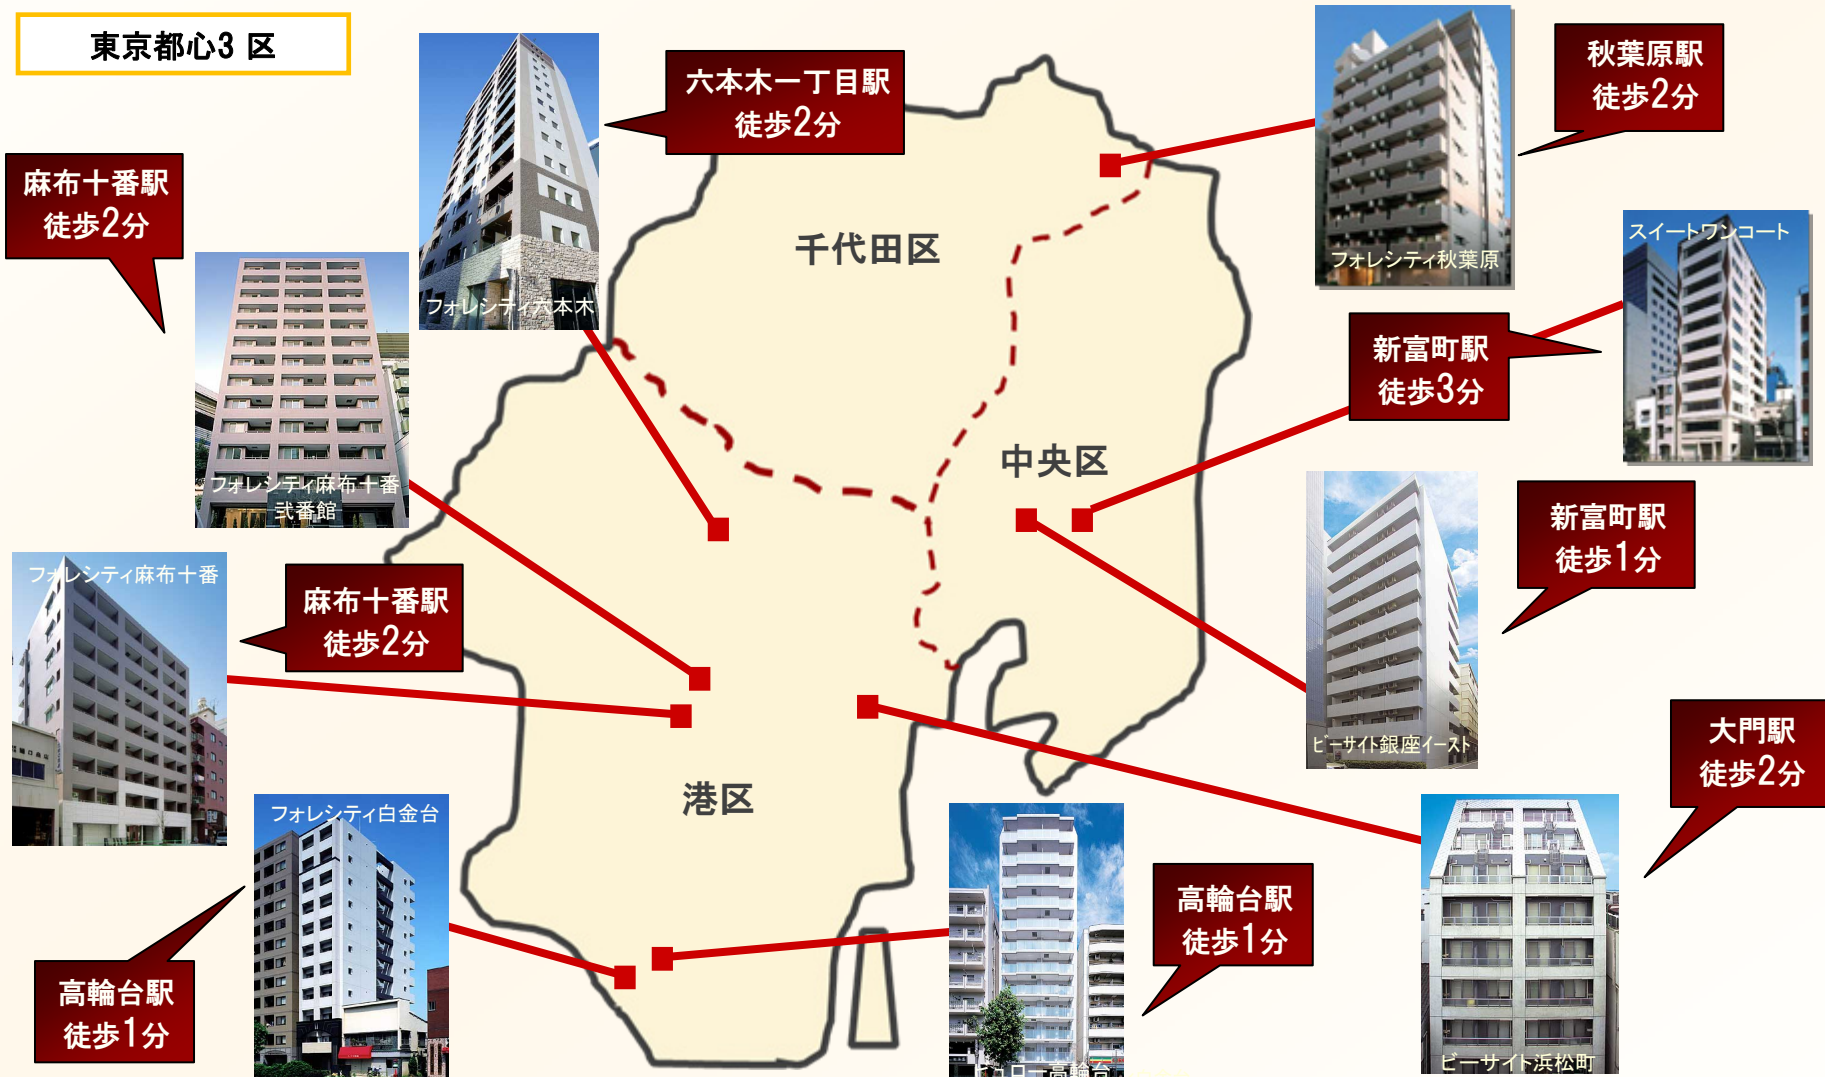 東京都心3 区
六本木一丁目駅
徒歩2分
秋葉原駅
徒歩2分
麻布十番駅
徒歩2分
フォレシティ六本木
千代田区
フォレシティ秋葉原
スイートワンコート
新富町駅
徒歩3分
フォレシティ麻布十番
弐番館
中央区
新富町駅
徒歩1分
フォレシティ麻布十番
麻布十番駅
徒歩2分
ビーサイト銀座イースト
大門駅
徒歩2分
港区
フォレシティ白金台
高輪台駅
徒歩1分
高輪台駅
徒歩1分
ビュロー高輪台
ビーサイト浜松町